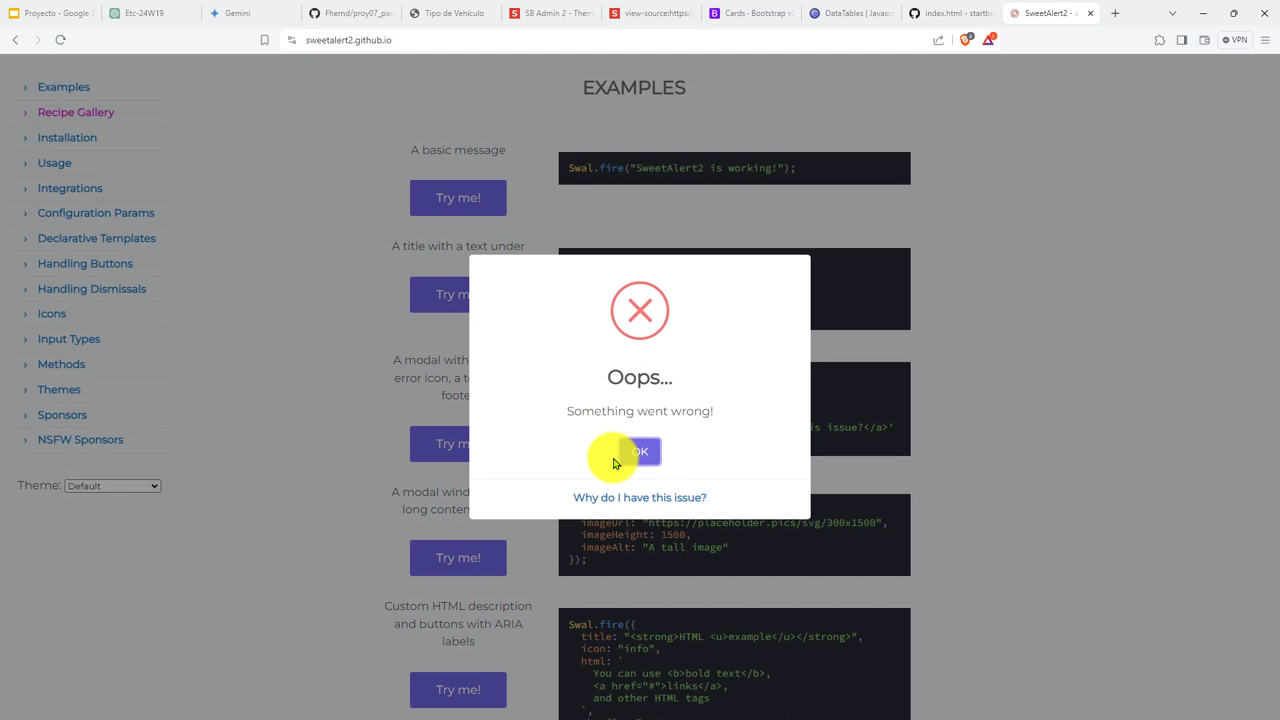 Proyecto - Google S
Etc-24W19
Gemini
Fhernd/proy07_pan
Tipo de Vehículo
SB Admin 2 - Theme
view-source:https:/
Cards · Bootstrap v5
DataTables | Javasc
index.html - startbo
SweetAlert2 - a
sweetalert2.github.io
VPN
Examples
Recipe Gallery
Installation
Usage
Integrations
Configuration Params
Declarative Templates
Handling Buttons
Handling Dismissals
Icons
Input Types
Methods
Themes
Sponsors
NSFW Sponsors
Theme: Default
EXAMPLES
A basic message
Try me!
Swal.fire("SweetAlert2 is working!");
A title with a text under
Try m
A modal with
error icon, a t
foote
Try m
is issue?</a>'
Oops...
Something went wrong!
OK
Why do I have this issue?
A modal wind
long conten
Try me!
imageUrl: "https://placeholder.pics/svg/300x1500",
imageHeight: 1500,
imageAlt: "A tall image"
});
Custom HTML description
and buttons with ARIA
labels
Try me!
Swal.fire({
title: "<strong>HTML <u>example</u></strong>",
icon: "info",
html: `
You can use <b>bold text</b>,
<a href="#">links</a>,
and other HTML tags
`,